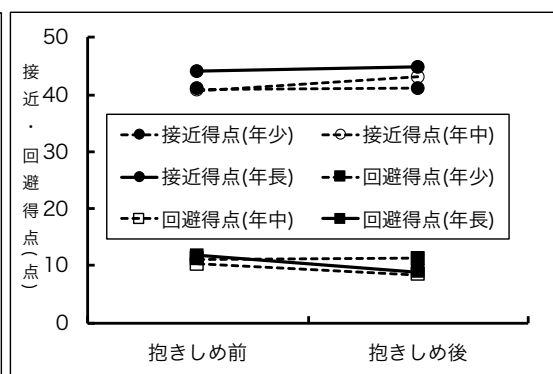 50
40
30
20
10
0
接近・回避得点(点)
接近得点(年少) 接近得点(年中)
接近得点(年長) 回避得点(年少)
回避得点(年中) 回避得点(年長)
抱きしめ前 抱きしめ後